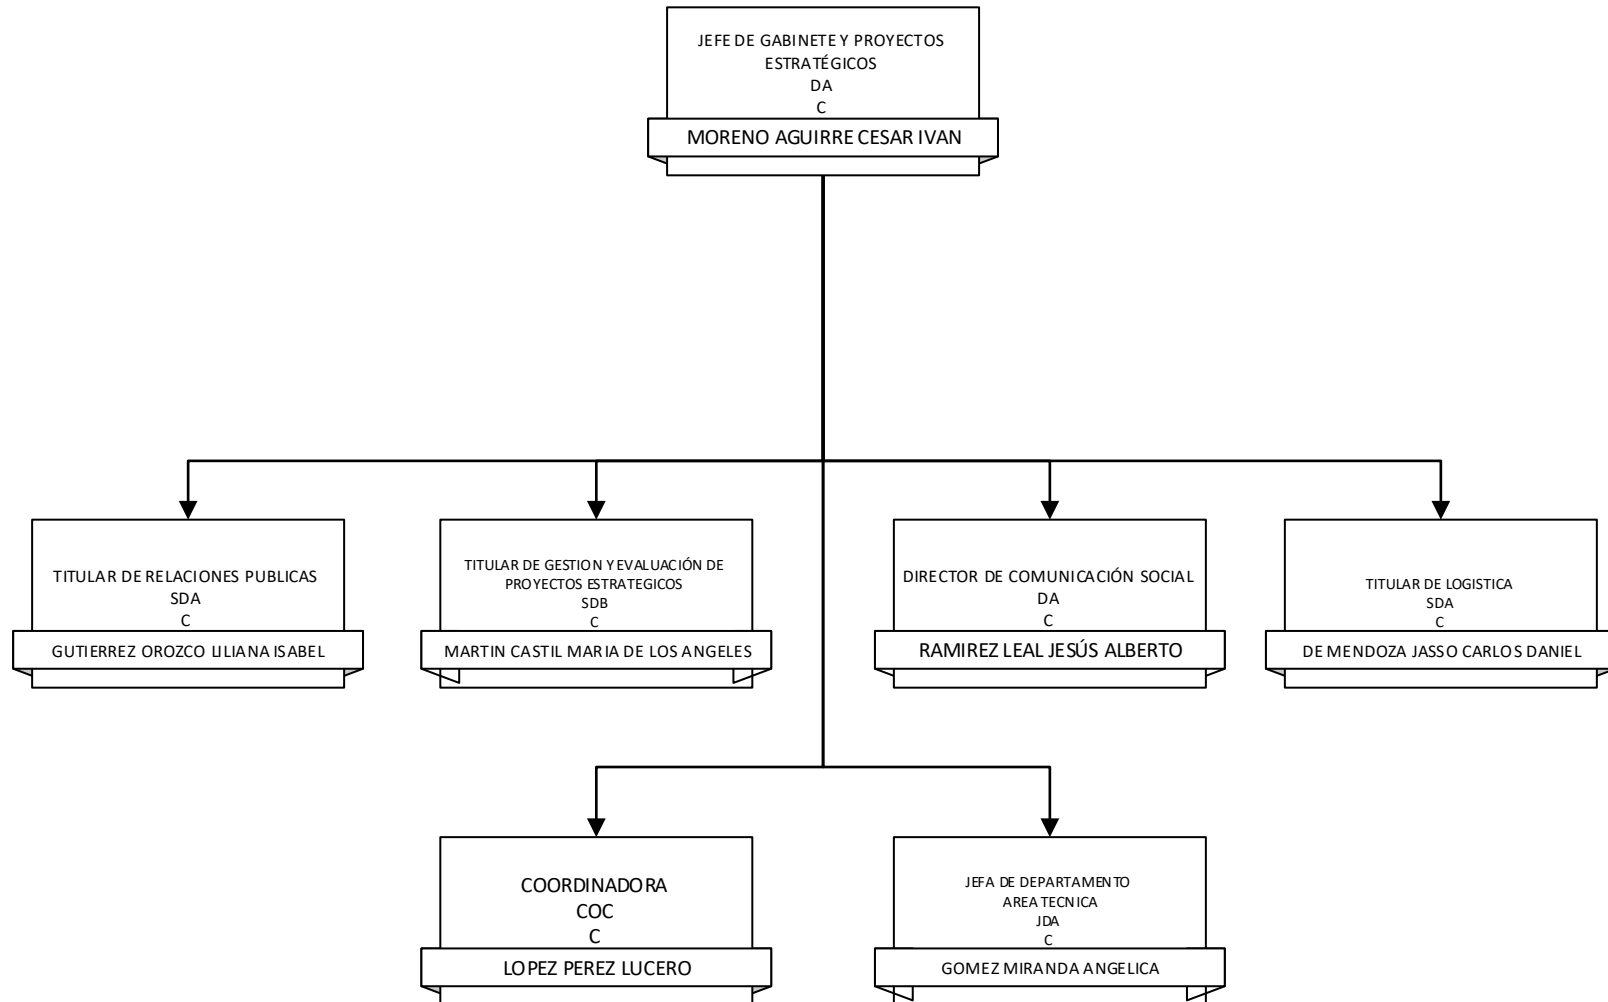 JEFE DE GABINETE Y PROYECTOS
ESTRATÉGICOS
DA
C
MORENO AGUIRRE CESAR IVAN
TITULAR DE RELACIONES PUBLICAS
SDA
C
GUTIERREZ OROZCO LILIANA ISABEL
TITULAR DE GESTION Y EVALUACIÓN DE
PROYECTOS ESTRATEGICOS
SDB
C
MARTIN CASTIL MARIA DE LOS ANGELES
DIRECTOR DE COMUNICACIÓN SOCIAL
DA
C
RAMIREZ LEAL JESÚS ALBERTO
TITULAR DE LOGISTICA
SDA
C
DE MENDOZA JASSO CARLOS DANIEL
COORDINADORA
COC
C
LOPEZ PEREZ LUCERO
JEFA DE DEPARTAMENTO
AREA TECNICA
JDA
C
GOMEZ MIRANDA ANGELICA